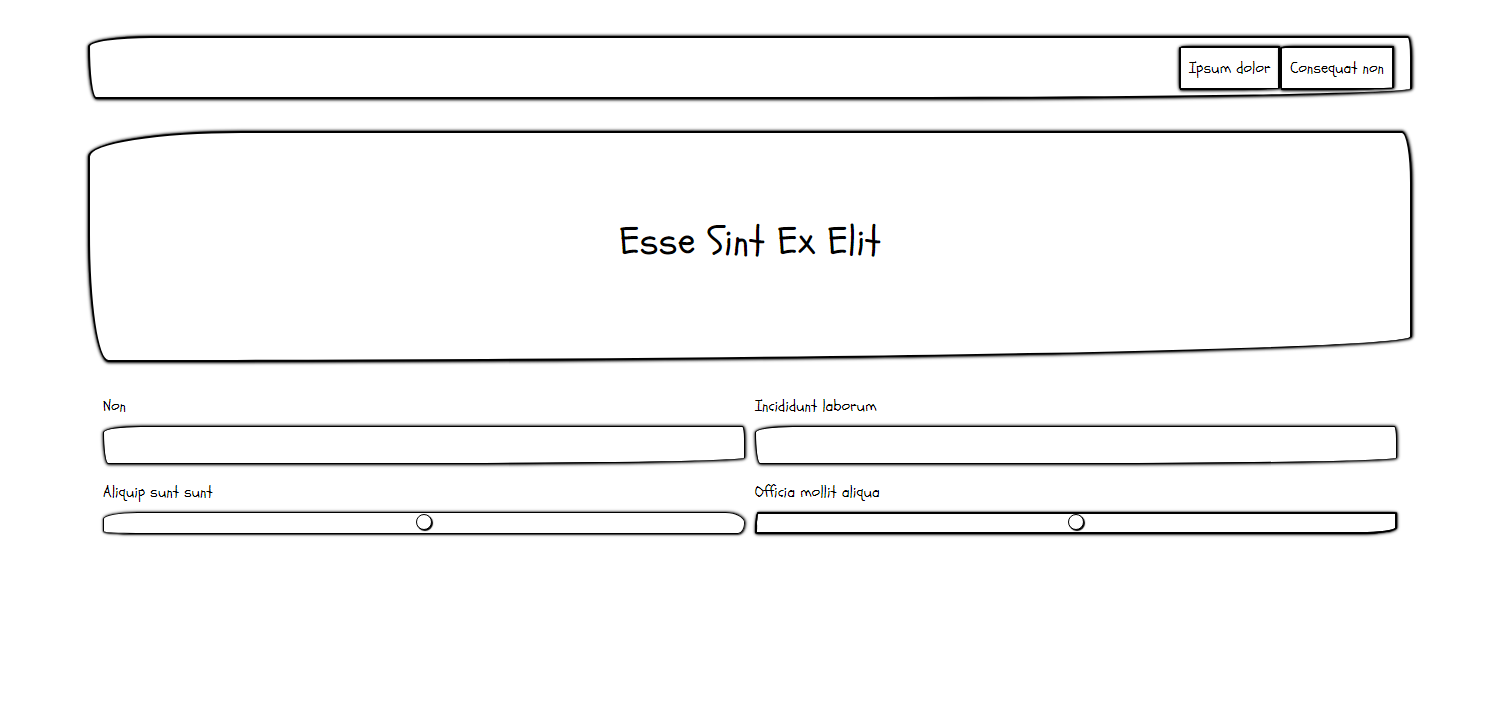 Ipsum dolor Consequat non
Esse Sint Ex Elit
Non
Incididunt laborum
Aliquip sunt sunt
Officia mollit aliqua